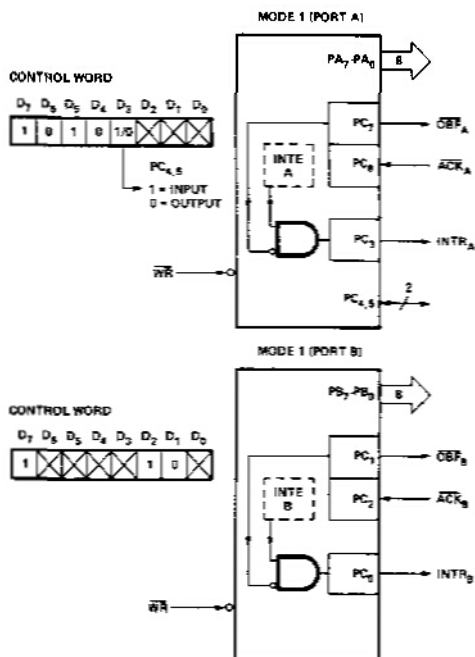 MODE 1 (PORT A)
PA7-PA0
8
CONTROL WORD
D7 D6 D5 D4 D3 D2 D1 D0
1 0 1 0 1/0
PC4,5
1 = INPUT
0 = OUTPUT
PC7
OBFA
INTE
A
PC6
ACKA
PC3
INTRA
WR
PC4,5
2
MODE 1 (PORT B)
PB7-PB0
8
CONTROL WORD
D7 D6 D5 D4 D3 D2 D1 D0
1 1 0
PC1
OBFB
INTE
B
PC2
ACKB
PC0
INTRB
WR